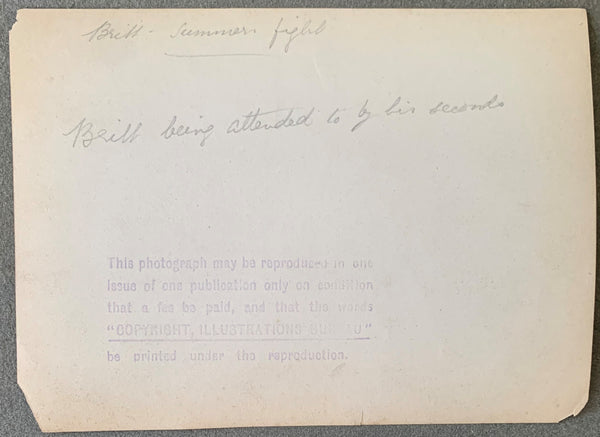 Britt - Summers fight
Britt being attended to by his seconds
This photograph may be reproduced in one
issue of one publication only on condition
that a fee be paid, and that the words
"COPYRIGHT, ILLUSTRATIONS BUREAU"
be printed under the reproduction.